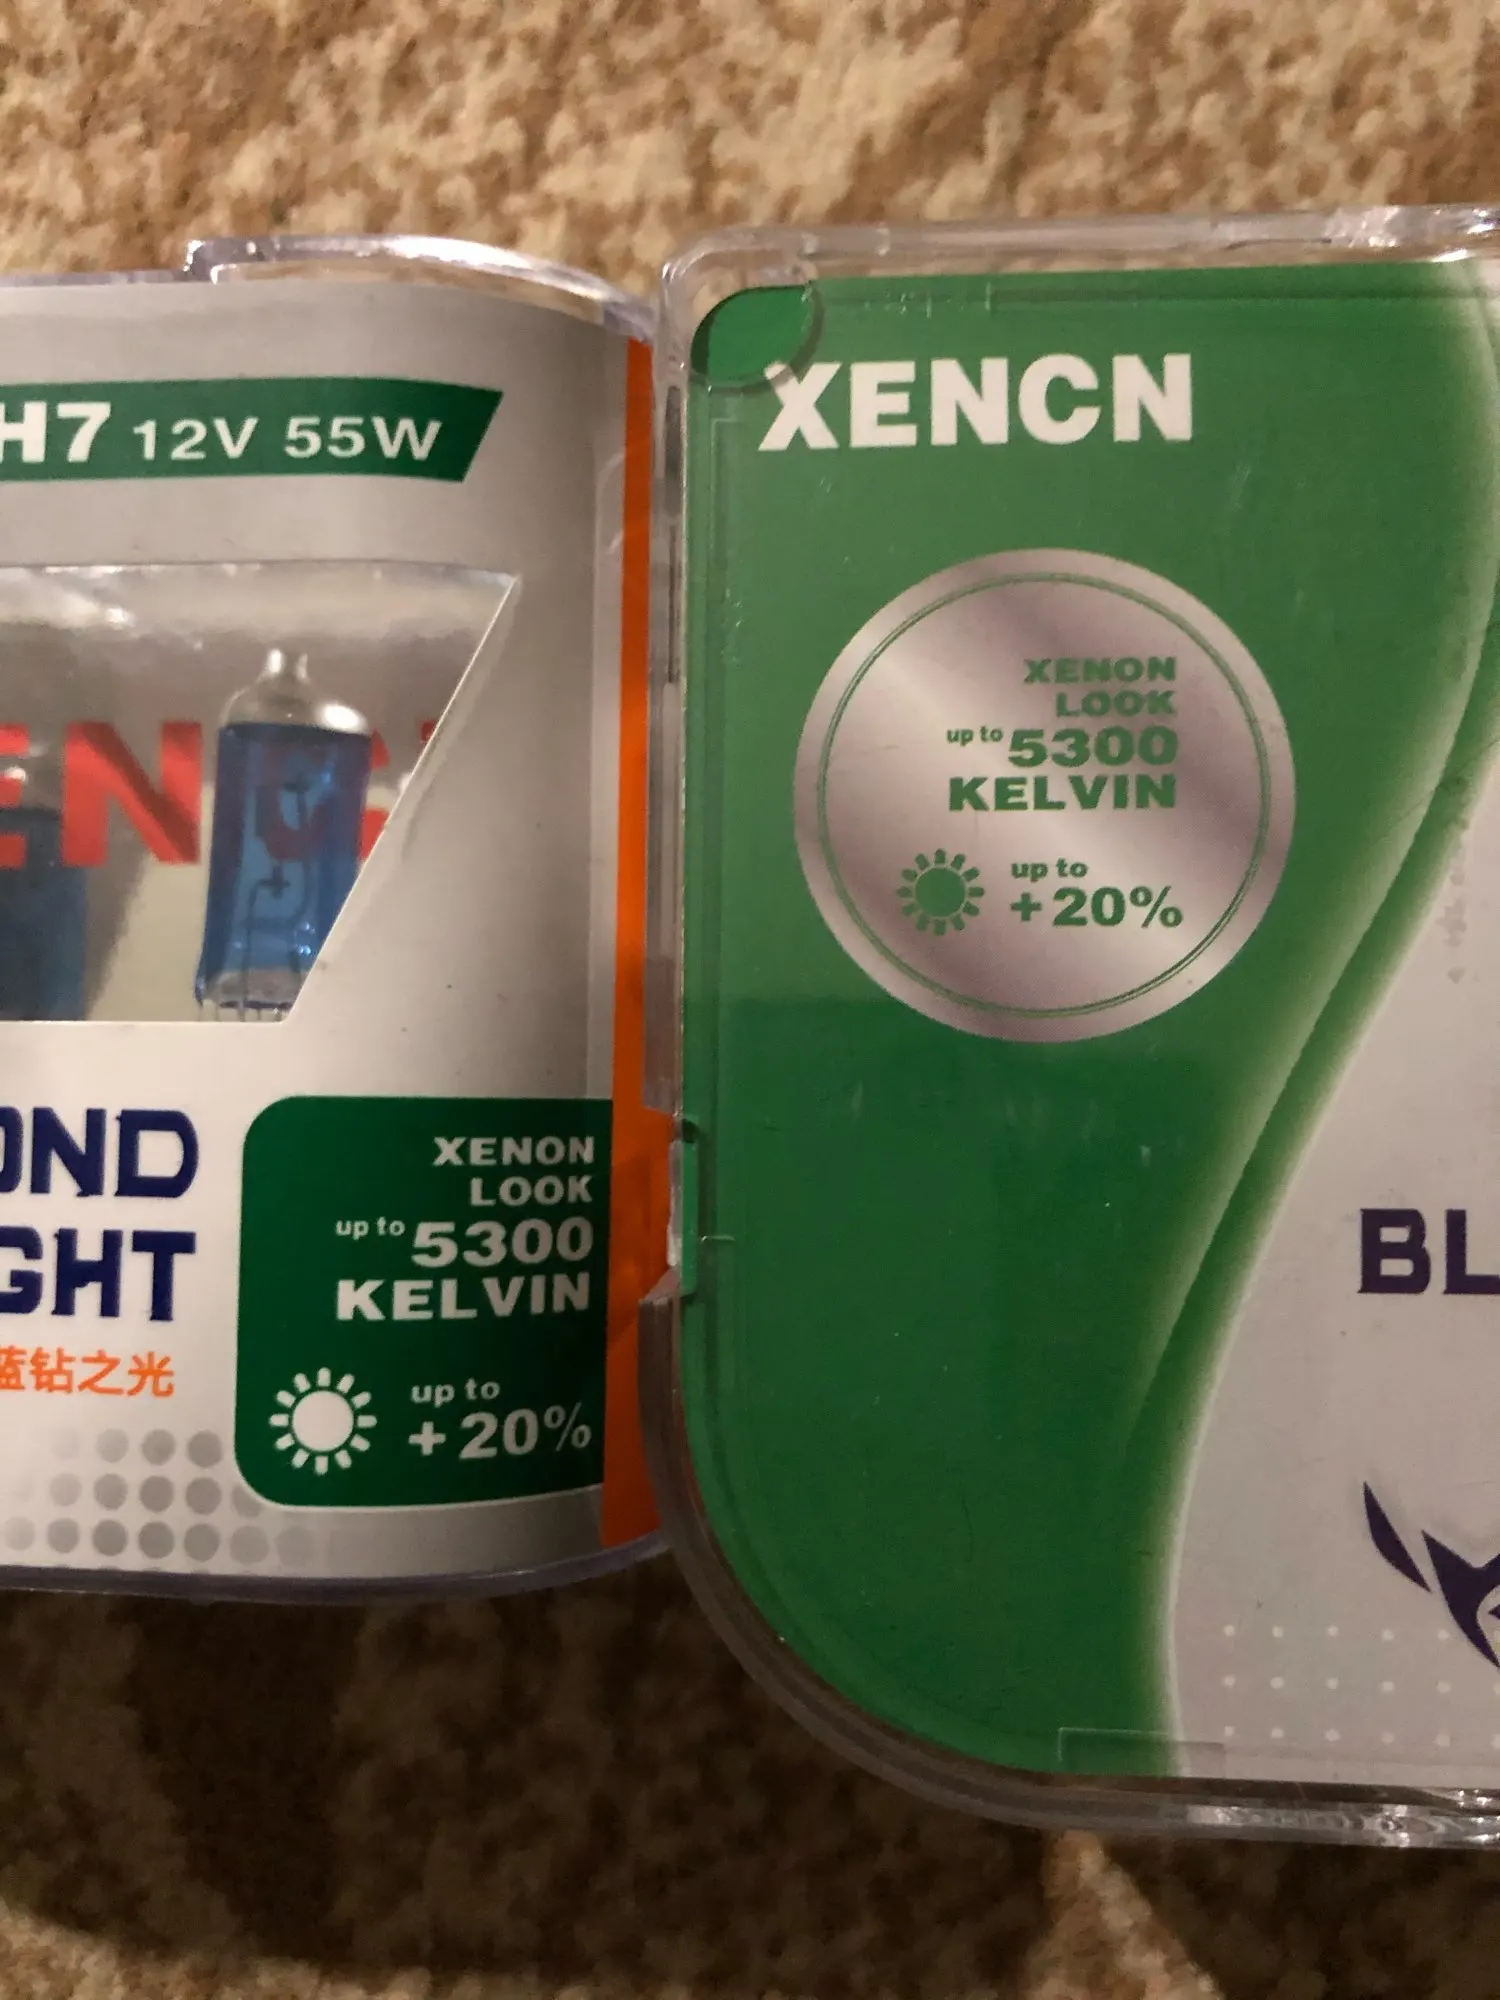 H7 12V 55W
OND
GHT
蓝钻之光
XENON
LOOK
up to 5300
KELVIN
up to
+20%
XENCN
XENON
LOOK
up to 5300
KELVIN
up to
+20%
BL